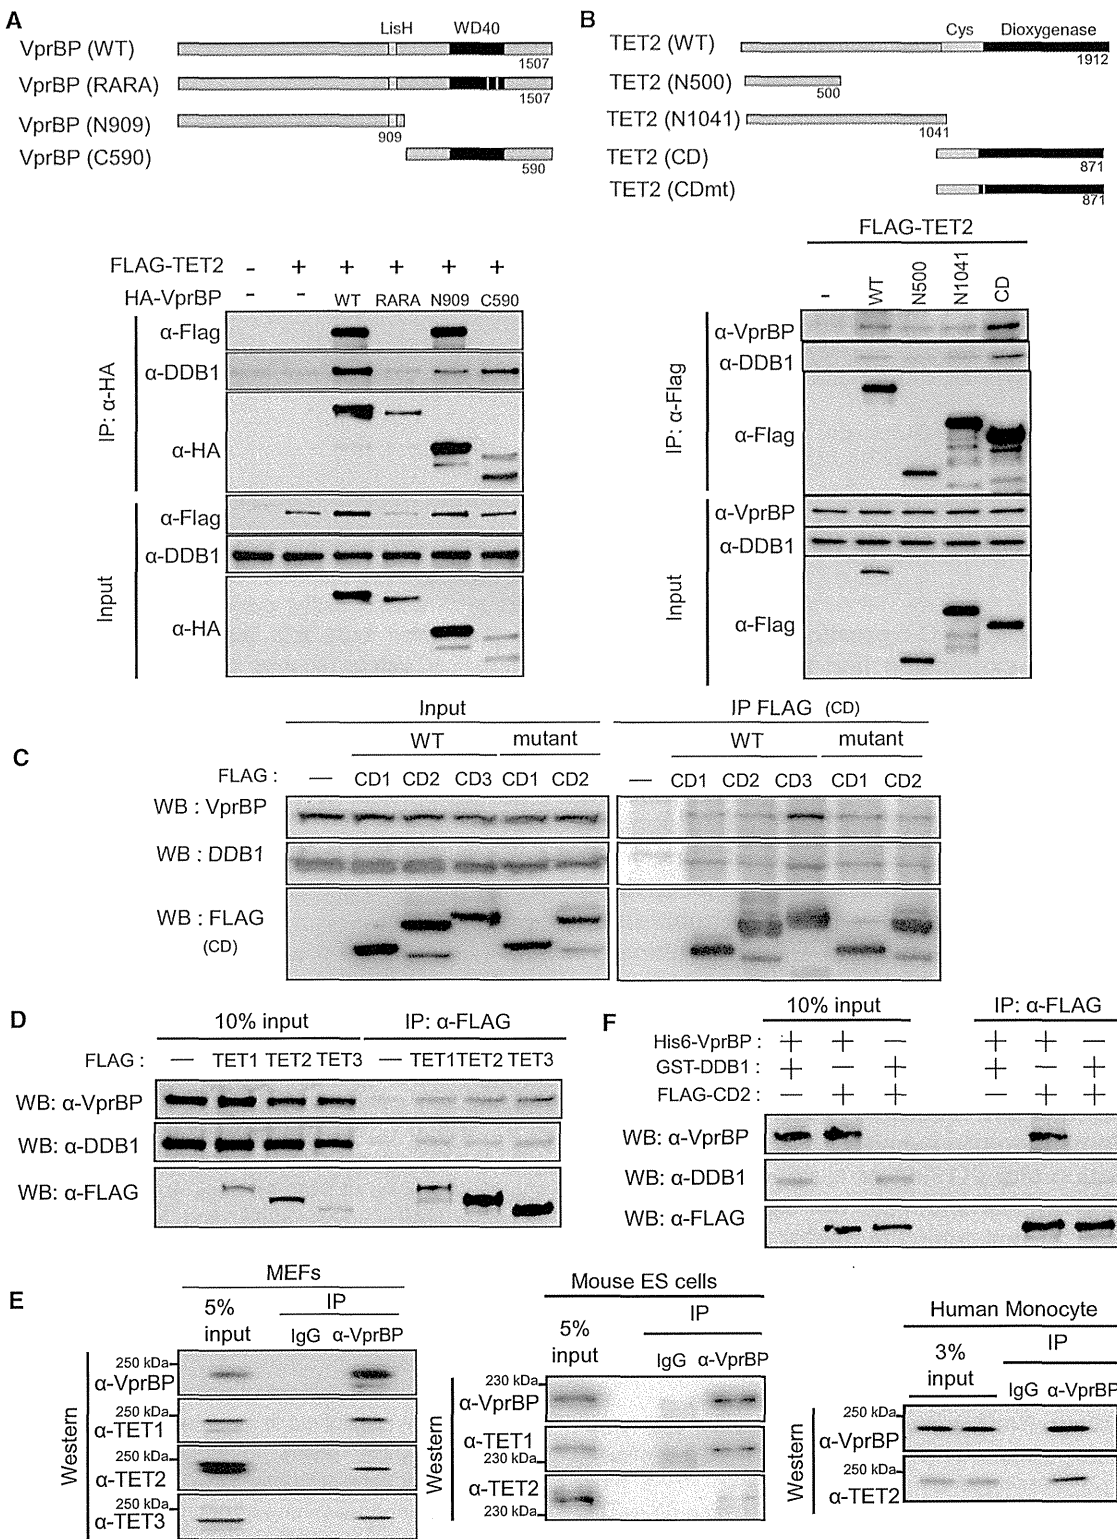 A
LisH WD40
VprBP (WT)
1507
VprBP (RARA)
1507
VprBP (N909)
909
VprBP (C590)
590
B
Cys Dioxygenase
TET2 (WT)
1912
TET2 (N500)
500
TET2 (N1041)
1041
TET2 (CD)
871
TET2 (CDmt)
871
FLAG-TET2 - + + + + +
HA-VprBP - - WT RARA N909 C590
IP: α-HA
α-Flag
α-DDB1
α-HA
Input
α-Flag
α-DDB1
α-HA
FLAG-TET2
- WT N500 N1041 CD
IP: α-Flag
α-VprBP
α-DDB1
α-Flag
Input
α-VprBP
α-DDB1
α-Flag
C
Input IP FLAG (CD)
WT mutant WT mutant
FLAG : — CD1 CD2 CD3 CD1 CD2 — CD1 CD2 CD3 CD1 CD2
WB : VprBP
WB : DDB1
WB : FLAG
(CD)
D
10% input IP: α-FLAG
FLAG : — TET1 TET2 TET3 — TET1 TET2 TET3
WB: α-VprBP
WB: α-DDB1
WB: α-FLAG
F
10% input IP: α-FLAG
His6-VprBP : + + — + + —
GST-DDB1 : + — + + — +
FLAG-CD2 : — + + — + +
WB: α-VprBP
WB: α-DDB1
WB: α-FLAG
E
MEFs
5% input IP
IgG α-VprBP
Western
250 kDa
α-VprBP
250 kDa
α-TET1
α-TET2
250 kDa
α-TET3
Mouse ES cells
5% input IP
IgG α-VprBP
Western
230 kDa
α-VprBP
α-TET1
230 kDa
α-TET2
230 kDa
Human Monocyte
3% input IP
IgG α-VprBP
Western
250 kDa
α-VprBP
250 kDa
α-TET2